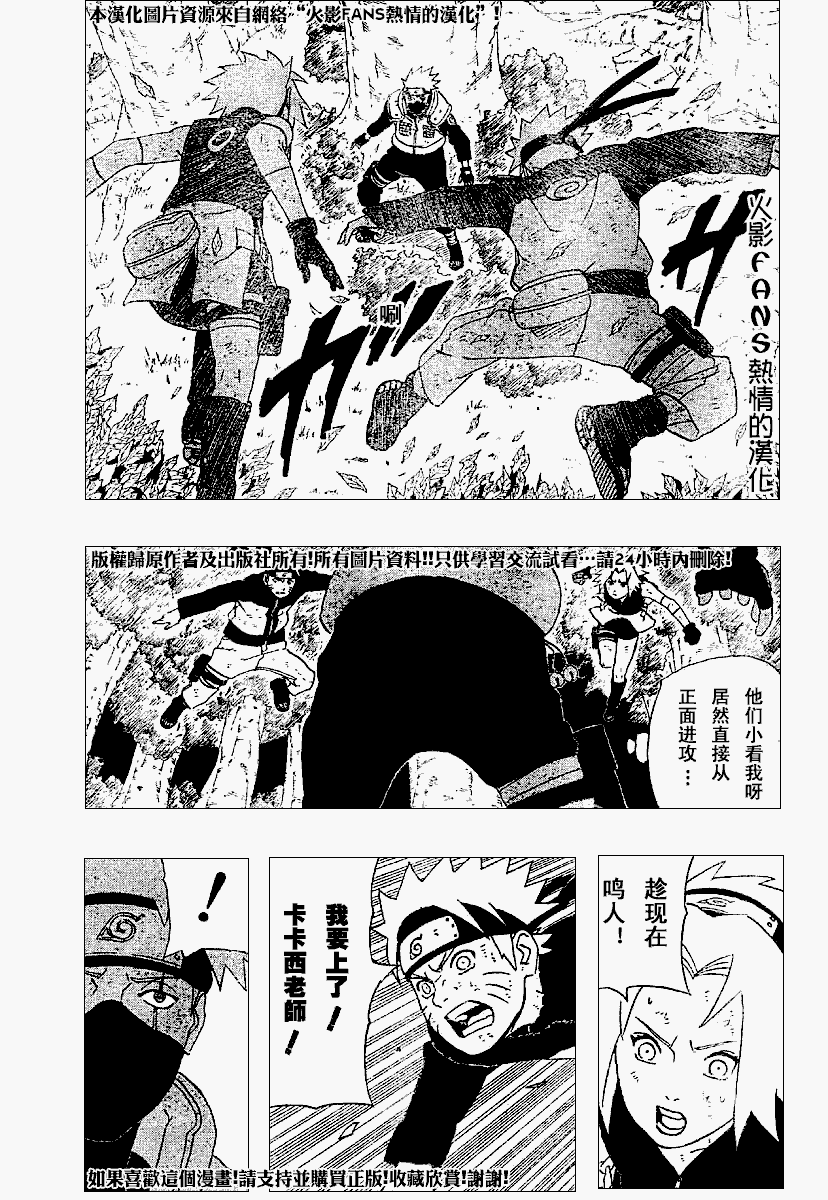 本漢化圖片資源來自網絡“火影FANS熱情的漢化”!
火影FANS熱情的漢化
唰
ガ
ガ
版權歸原作者及出版社所有!所有圖片資料!!只供學習交流試看…請24小時內刪除!
他们小看我呀
居然直接从
正面进攻…
趁现在
鸣人!
我要上了!
卡卡西老師!
!
如果喜歡這個漫畫!請支持並購買正版!收藏欣賞!謝謝!